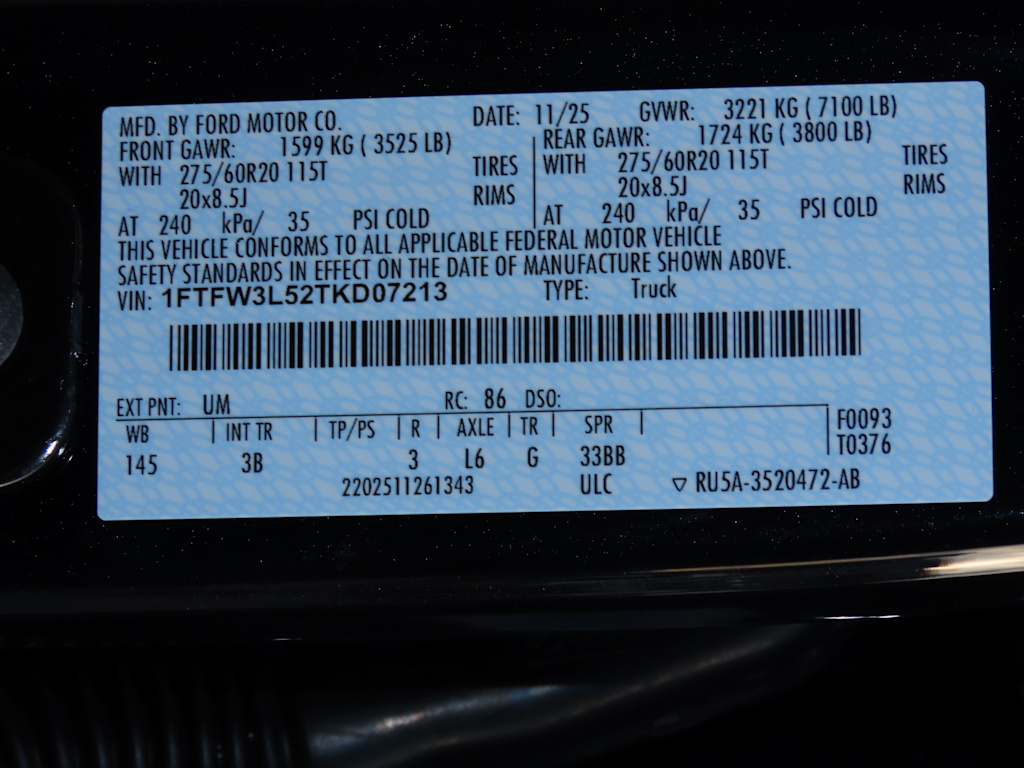 MFD. BY FORD MOTOR CO. DATE: 11/25 GVWR: 3221 KG ( 7100 LB)
FRONT GAWR: 1599 KG ( 3525 LB) REAR GAWR: 1724 KG ( 3800 LB)
WITH 275/60R20 115T TIRES WITH 275/60R20 115T TIRES
20x8.5J RIMS 20x8.5J RIMS
AT 240 kPa/ 35 PSI COLD AT 240 kPa/ 35 PSI COLD
THIS VEHICLE CONFORMS TO ALL APPLICABLE FEDERAL MOTOR VEHICLE
SAFETY STANDARDS IN EFFECT ON THE DATE OF MANUFACTURE SHOWN ABOVE.
VIN: 1FTFW3L52TKD07213 TYPE: Truck
EXT PNT: UM RC: 86 DSO:
WB INT TR TP/PS R AXLE TR SPR F0093
145 3B 3 L6 G 33BB T0376
2202511261343 ULC ▽ RU5A-3520472-AB